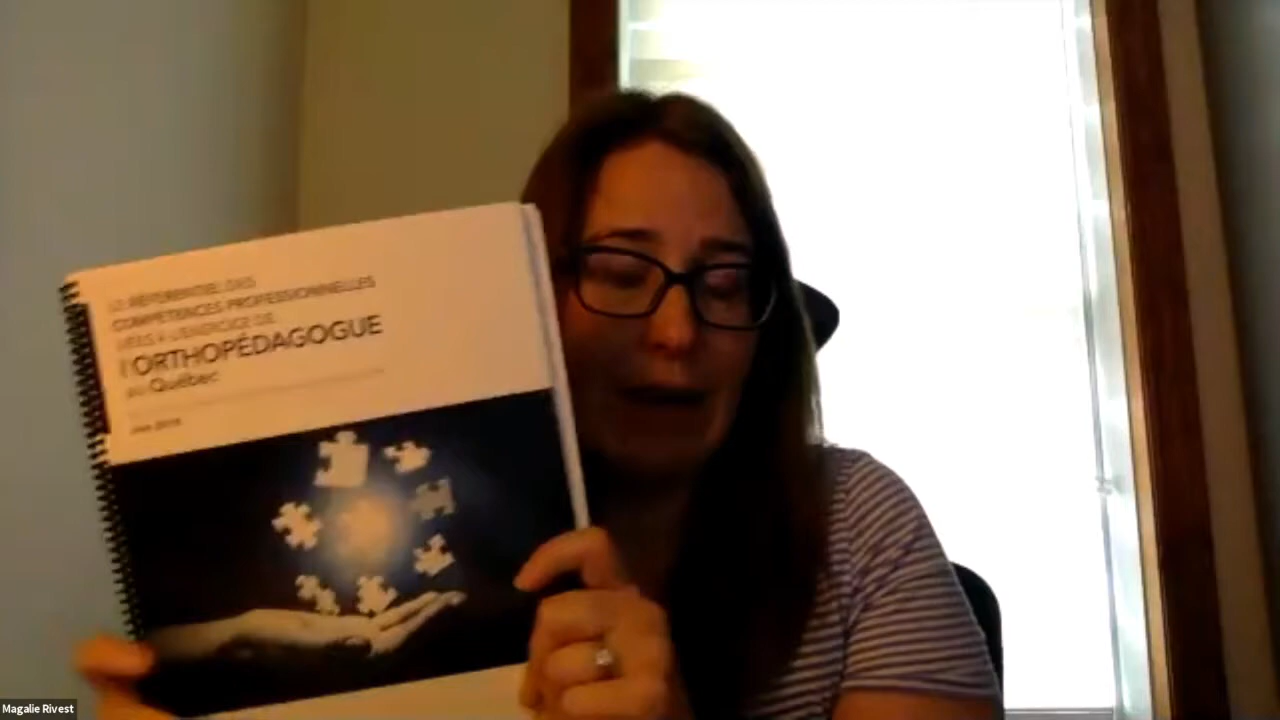 LE RÉFÉRENTIEL DES
COMPÉTENCES PROFESSIONNELLES
LIÉES À L'EXERCICE DE
l'ORTHOPÉDAGOGUE
au Québec
Magalie Rivest